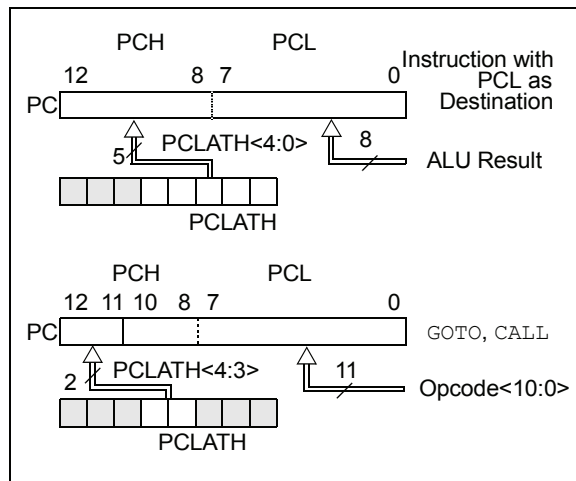 PCH PCL
12 8 7 0
Instruction with
PCL as
Destination
PC
5 PCLATH<4:0> 8
ALU Result
PCLATH
PCH PCL
12 11 10 8 7 0
PC
GOTO, CALL
2 PCLATH<4:3> 11
Opcode<10:0>
PCLATH